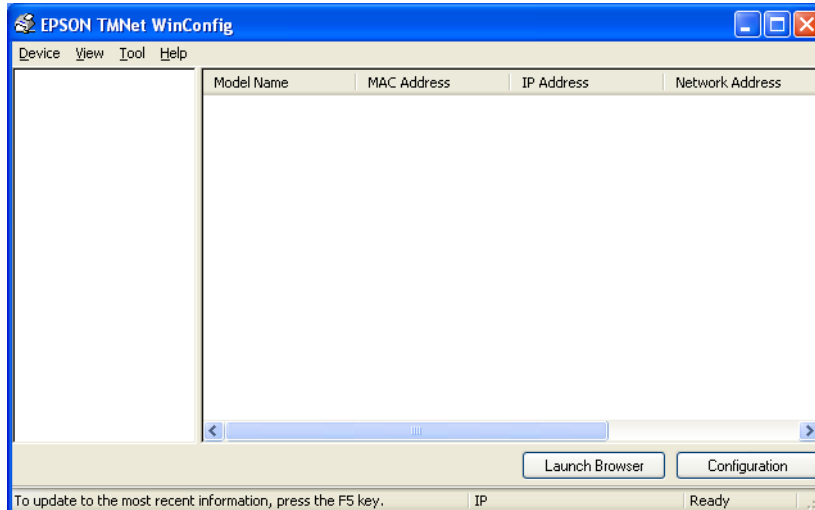 EPSON TMNet WinConfig
Device View Tool Help
Model Name MAC Address IP Address Network Address
Launch Browser Configuration
To update to the most recent information, press the F5 key. IP Ready